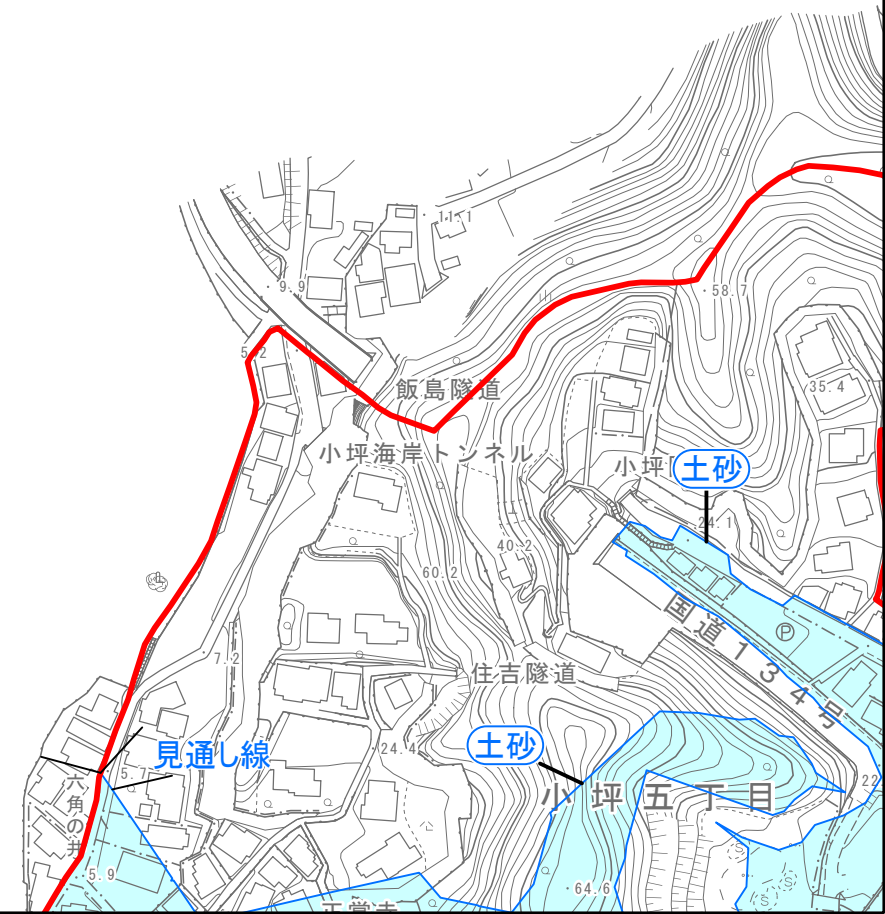 11.1
9.9
58.7
5.2
35.4
飯島隧道
小坪海岸トンネル
小坪
土砂
24.1
40.2
60.2
国道134号
P
7.2
住吉隧道
土砂
24.4
見通し線
5.7
22
小坪五丁目
六角の井
5.9
64.6
正覚寺